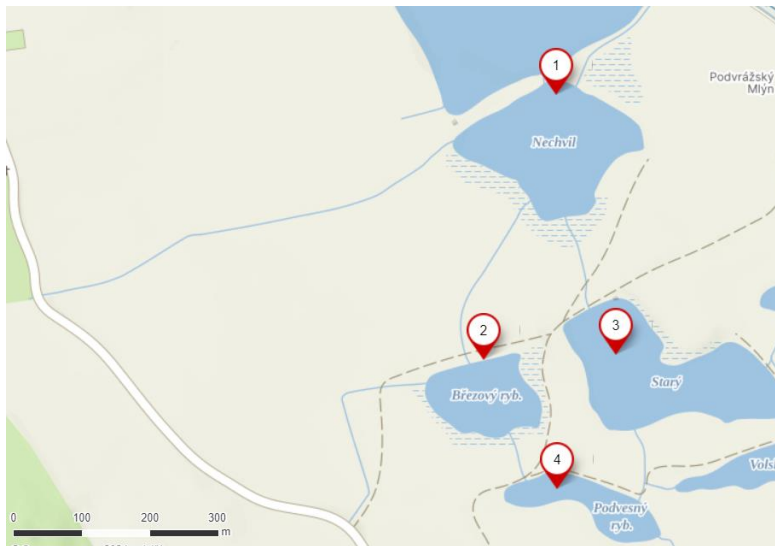 1
Podvrážský
Mlýn
Nechvil
2
3
Starý
Březový ryb.
4
Podvesný
ryb.
0 100 200 300
m